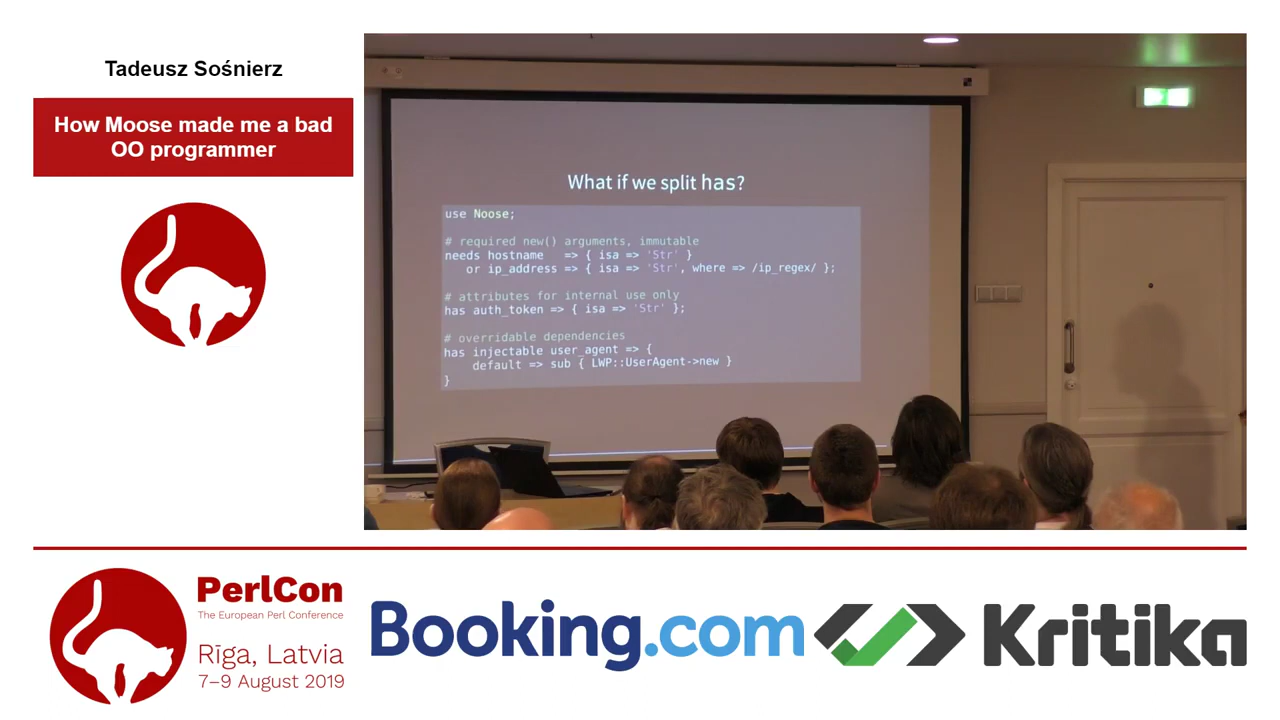 Tadeusz Sośnierz
How Moose made me a bad
OO programmer
What if we split has?
use Noose;
# required new() arguments, immutable
needs hostname   => { isa => 'Str' }
   or ip_address => { isa => 'Str', where => /ip_regex/ };
# attributes for internal use only
has auth_token => { isa => 'Str' };
# overridable dependencies
has injectable user_agent => {
    default => sub { LWP::UserAgent->new }
}
PerlCon
The European Perl Conference
Rīga, Latvia
7–9 August 2019
Booking.com
Kritika